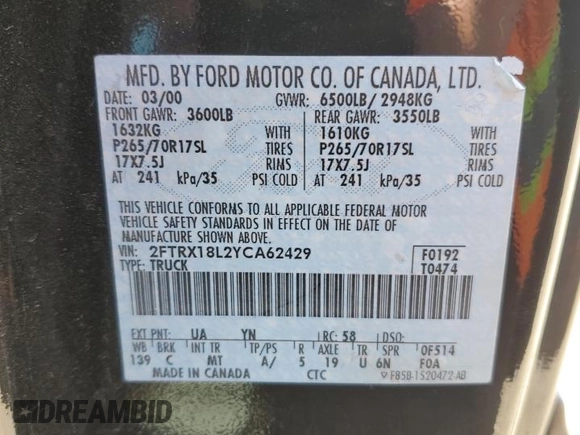 MFD. BY FORD MOTOR CO. OF CANADA, LTD.
DATE: 03/00 GVWR: 6500LB/ 2948KG
FRONT GAWR: 3600LB REAR GAWR: 3550LB
1632KG WITH 1610KG WITH
P265/70R17SL TIRES P265/70R17SL TIRES
17X7.5J RIMS 17X7.5J RIMS
AT 241 kPa/35 PSI COLD AT 241 kPa/35 PSI COLD
THIS VEHICLE CONFORMS TO ALL APPLICABLE FEDERAL MOTOR
VEHICLE SAFETY STANDARDS IN EFFECT ON THE DATE OF
MANUFACTURE SHOWN ABOVE.
VIN: 2FTRX18L2YCA62429 F0192
TYPE: TRUCK T0474
EXT PNT: UA YN RC: 58 DSO:
WB BRK INT TR TP/PS R AXLE TR SPR 0F514
139 C MT A/ 5 19 U 6N F0A
MADE IN CANADA CTC F85B-1520472-AB
DREAMBID